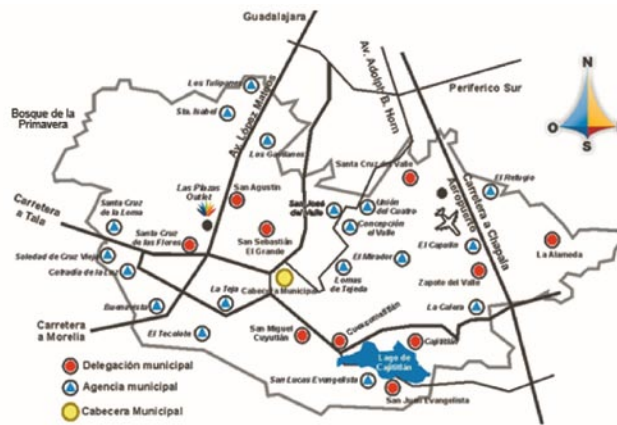 Guadalajara
Los Tulipanes
Sta. Isabel
Bosque de la
Primavera
Av. López Mateos
Av. Adolph B. Horn
Periferico Sur
N
O
E
S
Los Gavilanes
Santa Cruz del Valle
El Refugio
Las Plazas
Outlet
San Agustín
Santa Cruz
de la Loma
Carretera
a Tala
Santa Cruz
de las Flores
San Sebastián
El Grande
San José
del Valle
Unión
del Cuatro
Concepción
el Valle
Aeropuerto
Carretera a Chapala
La Alameda
Soledad de Cruz Vieja
Cofradía de la Luz
El Mirador
El Capulín
Lomas
de Tejeda
Zapote del Valle
Cabecera Municipal
La Teja
Buenavista
La Calera
Carretera
a Morelia
El Tecolote
San Miguel
Cuyutlán
Cuexcomatitlán
Cajititlán
Lago de
Cajititlán
San Lucas Evangelista
San Juan Evangelista
Delegación municipal
Agencia municipal
Cabecera Municipal